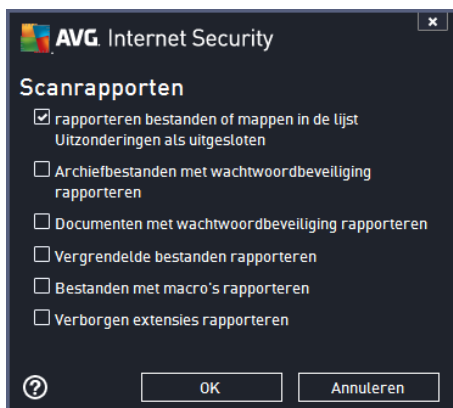 AVG. Internet Security
Scanrapporten
rapporteren bestanden of mappen in de lijst
Uitzonderingen als uitgesloten
Archiefbestanden met wachtwoordbeveiliging
rapporteren
Documenten met wachtwoordbeveiliging rapporteren
Vergrendelde bestanden rapporteren
Bestanden met macro's rapporteren
Verborgen extensies rapporteren
? OK Annuleren